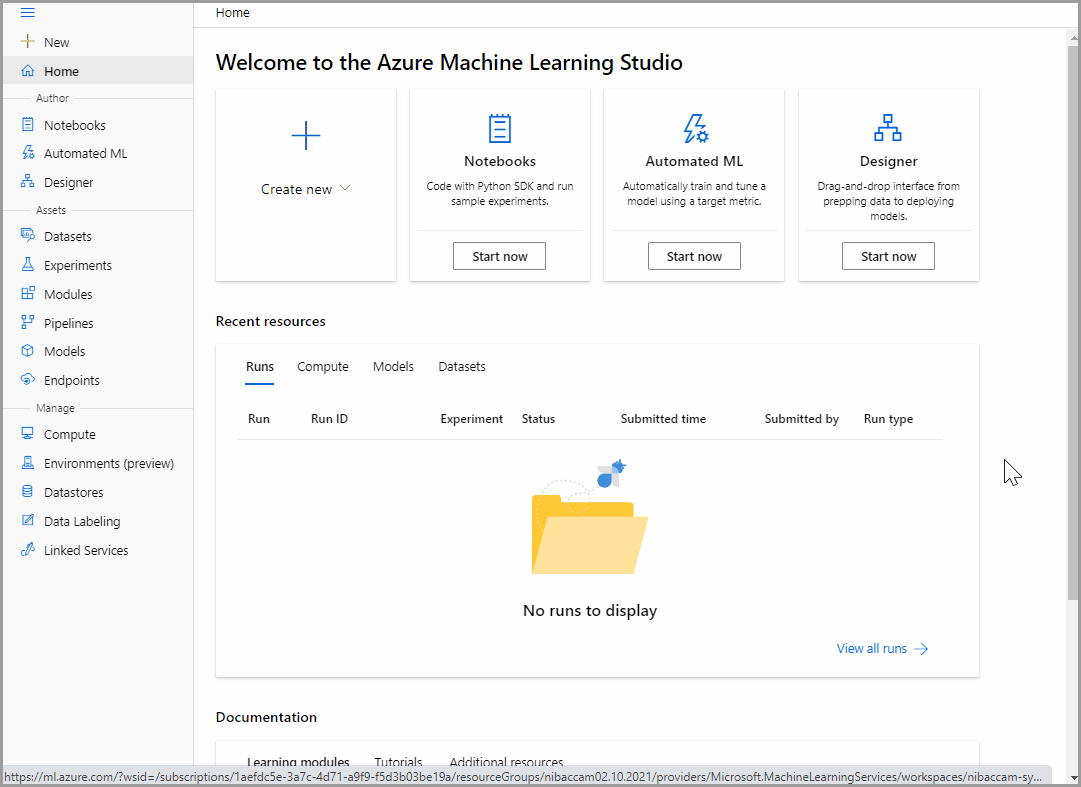 Home
New
Home
Author
Notebooks
Automated ML
Designer
Assets
Datasets
Experiments
Modules
Pipelines
Models
Endpoints
Manage
Compute
Environments (preview)
Datastores
Data Labeling
Linked Services
Welcome to the Azure Machine Learning Studio
Create new
Notebooks
Code with Python SDK and run
sample experiments.
Start now
Automated ML
Automatically train and tune a
model using a target metric.
Start now
Designer
Drag-and-drop interface from
prepping data to deploying
models.
Start now
Recent resources
Runs Compute Models Datasets
Run Run ID Experiment Status Submitted time Submitted by Run type
No runs to display
View all runs
Documentation
Learning modules Tutorials Additional resources
https://ml.azure.com/?wsid=/subscriptions/1aefdc5e-3a7c-4d71-a9f9-f5d3b03be19a/resourceGroups/nibaccam02.10.2021/providers/Microsoft.MachineLearningServices/workspaces/nibaccam-sy...